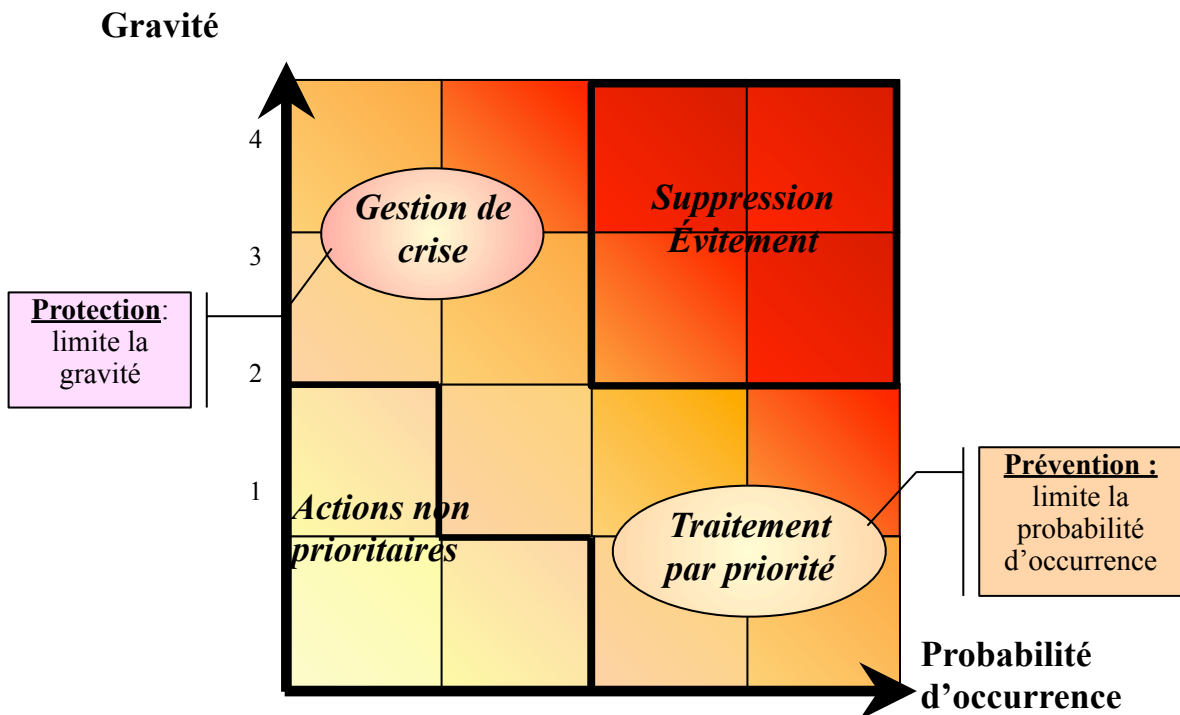 Gravité
4
Gestion de
crise
Suppression
Évitement
3
Protection:
limite la
gravité
2
1
Actions non
prioritaires
Traitement
par priorité
Prévention :
limite la
probabilité
d’occurrence
Probabilité
d’occurrence